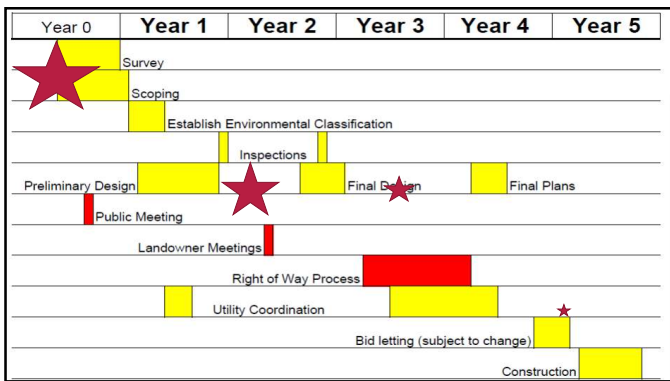 Year 0 Year 1 Year 2 Year 3 Year 4 Year 5
Survey
Scoping
Establish Environmental Classification
Inspections
Preliminary Design Final Design Final Plans
Public Meeting
Landowner Meetings
Right of Way Process
Utility Coordination
Bid letting (subject to change)
Construction